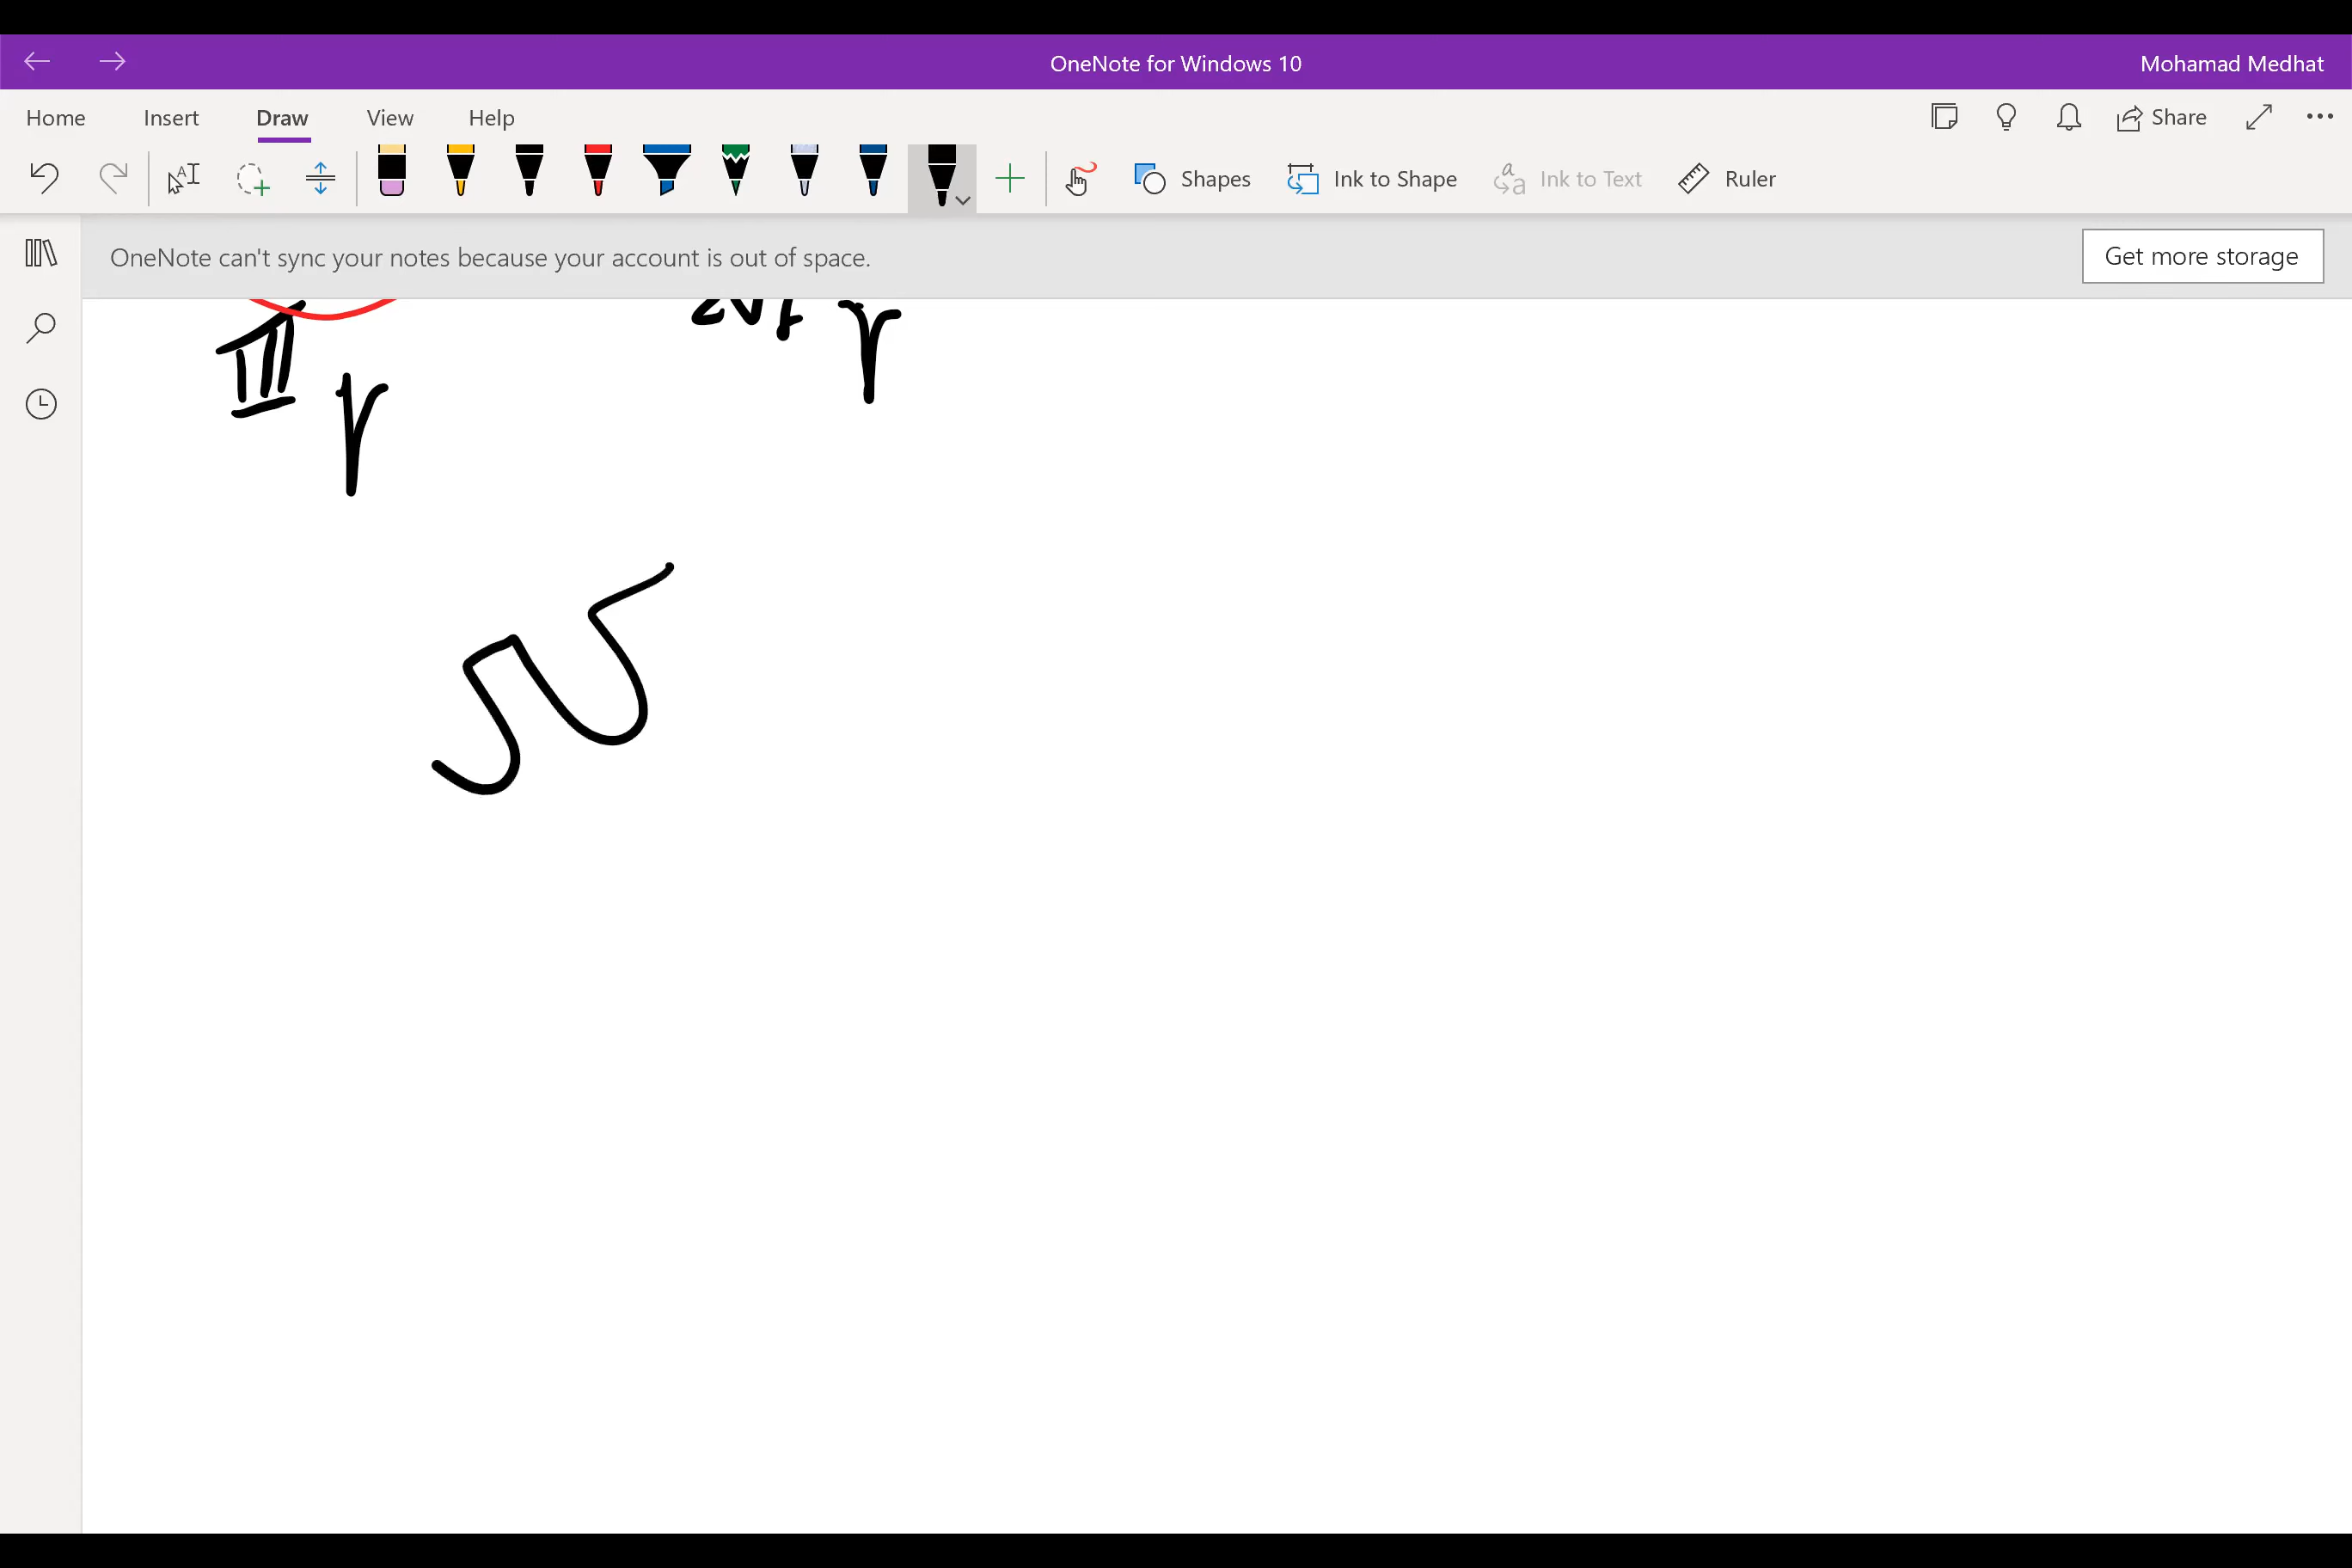 OneNote for Windows 10
Mohamad Medhat
Home Insert Draw View Help
Share
Shapes Ink to Shape Ink to Text Ruler
OneNote can't sync your notes because your account is out of space.
Get more storage
III r
r